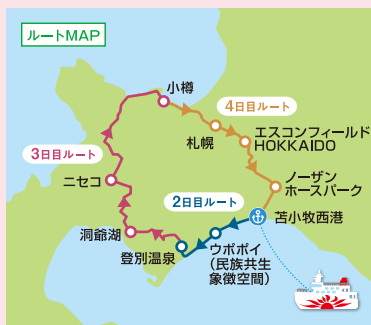 ルートMAP
小樽
4日目ルート
札幌
エスコンフィールド
HOKKAIDO
3日目ルート
ニセコ
ノーザン
ホースパーク
2日目ルート
苫小牧西港
洞爺湖
登別温泉
ウポポイ
（民族共生
象徴空間）